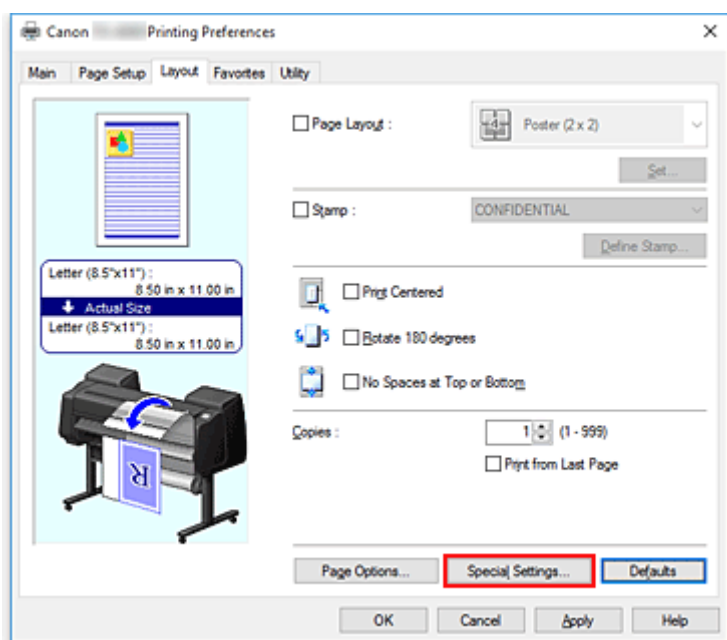 Canon Printing Preferences
Main Page Setup Layout Favorites Utility
Page Layout :
4
Poster (2 x 2)
Set...
Stamp :
CONFIDENTIAL
Define Stamp...
Letter (8.5"x11") :
8.50 in x 11.00 in
Actual Size
Letter (8.5"x11") :
8.50 in x 11.00 in
Print Centered
Rotate 180 degrees
No Spaces at Top or Bottom
R
Copies :
1 (1 - 999)
Print from Last Page
Page Options... Special Settings... Defaults
OK Cancel Apply Help